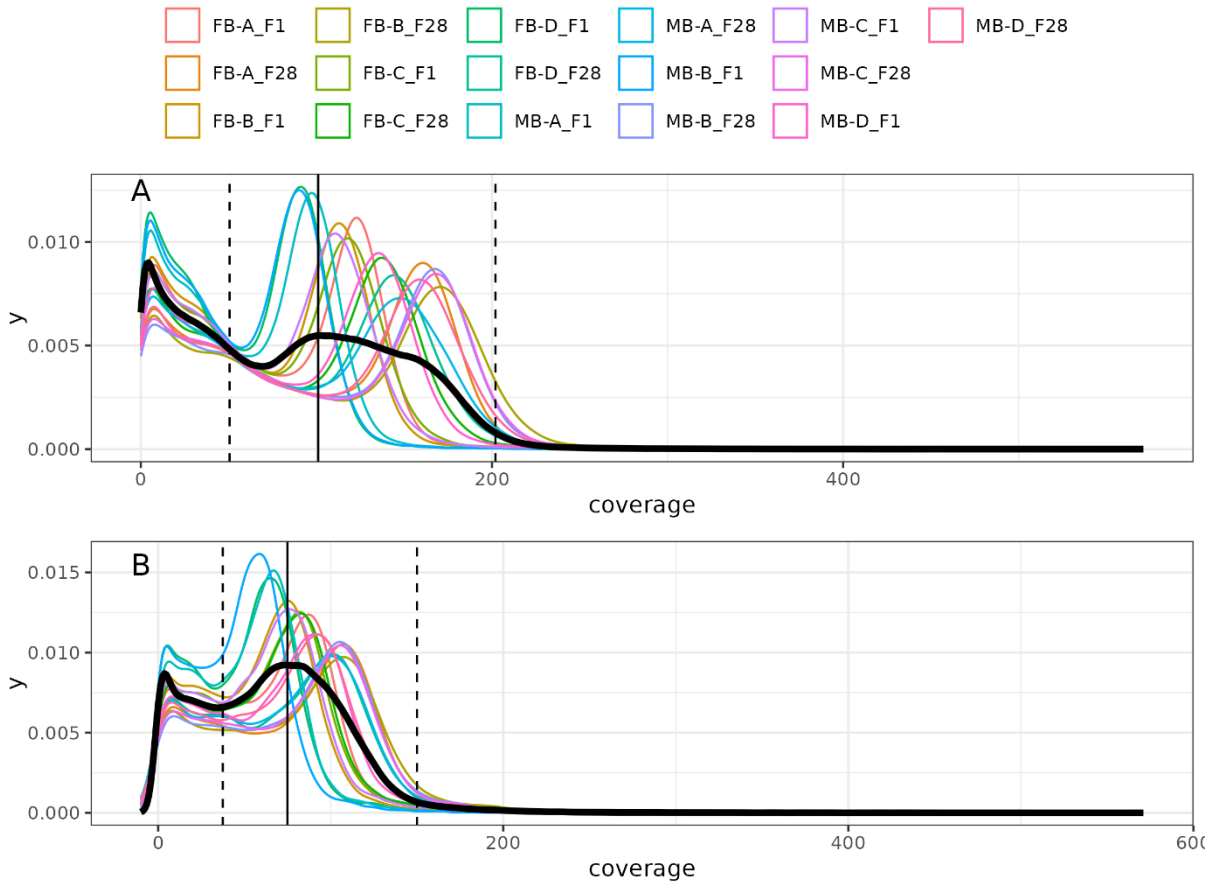 FB-A_F1 FB-B_F28 FB-D_F1 MB-A_F28 MB-C_F1 MB-D_F28
FB-A_F28 FB-C_F1 FB-D_F28 MB-B_F1 MB-C_F28
FB-B_F1 FB-C_F28 MB-A_F1 MB-B_F28 MB-D_F1
A
0.010
y
0.005
0.000
0 200 400
coverage
B
0.015
0.010
y
0.005
0.000
0 200 400 600
coverage